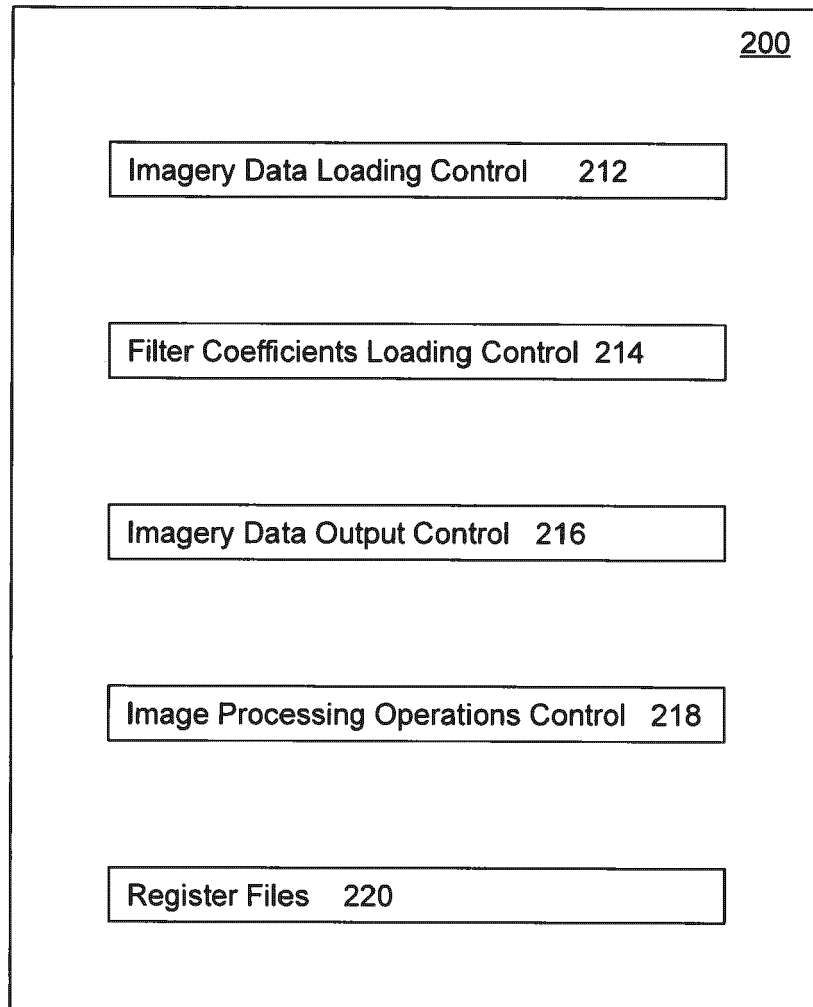 200
Imagery Data Loading Control 212
Filter Coefficients Loading Control 214
Imagery Data Output Control 216
Image Processing Operations Control 218
Register Files 220